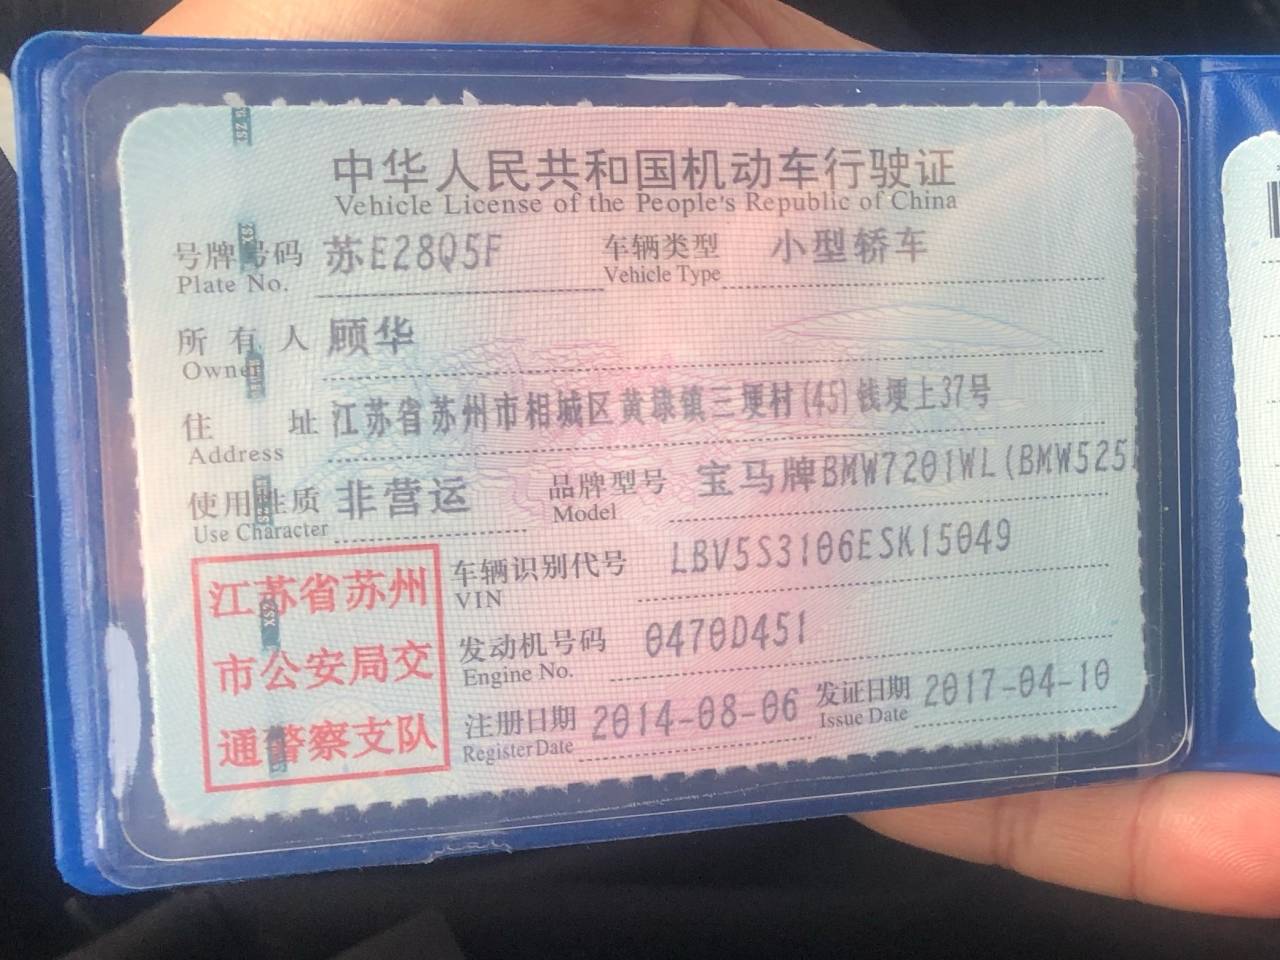 中华人民共和国机动车行驶证
Vehicle License of the People's Republic of China
号牌号码 苏E28Q5F 车辆类型 小型轿车
Plate No. Vehicle Type
所有人 顾华
Owner
住址 江苏省苏州市相城区黄埭镇三埂村(45)钱埂上37号
Address
使用性质 非营运 品牌型号 宝马牌BMW7201WL(BMW525
Use Character Model
江苏省苏州
市公安局交
通警察支队
车辆识别代号 LBV5S3106ESK15049
VIN
发动机号码 0470D451
Engine No.
注册日期 2014-08-06 发证日期 2017-04-10
Register Date Issue Date